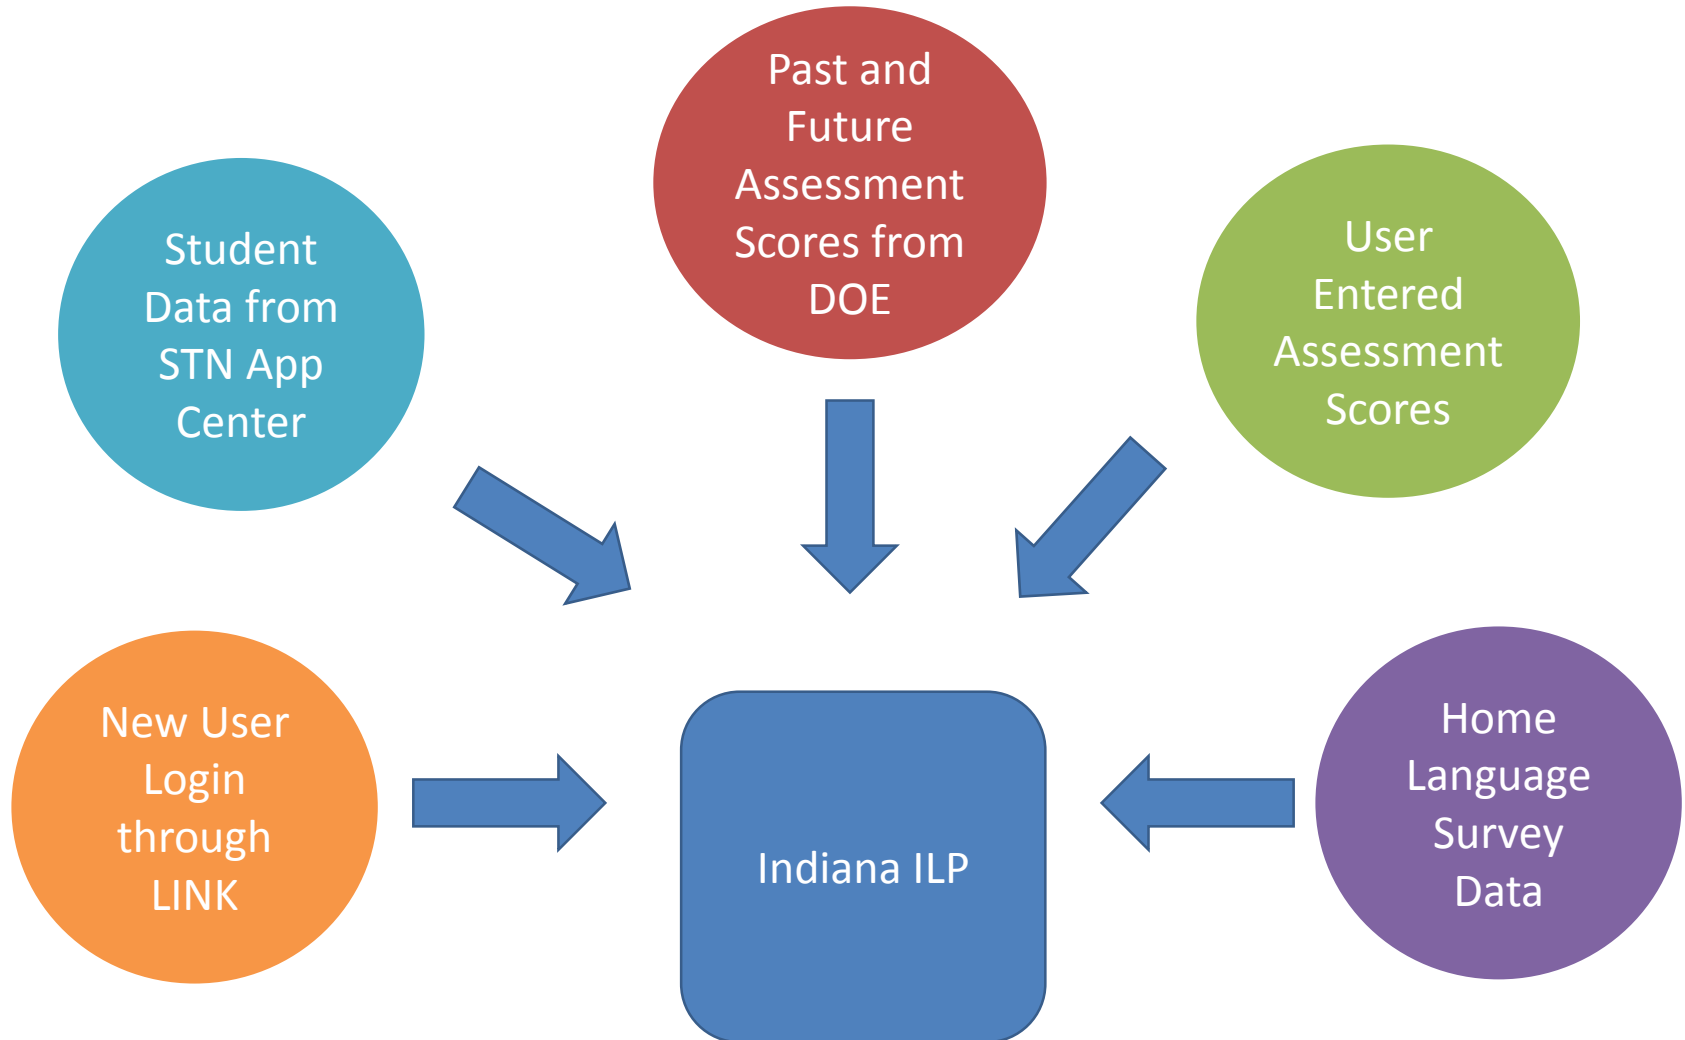 Past and
Future
Assessment
Scores from
DOE
Student
Data from
STN App
Center
User
Entered
Assessment
Scores
New User
Login
through
LINK
Indiana ILP
Home
Language
Survey
Data